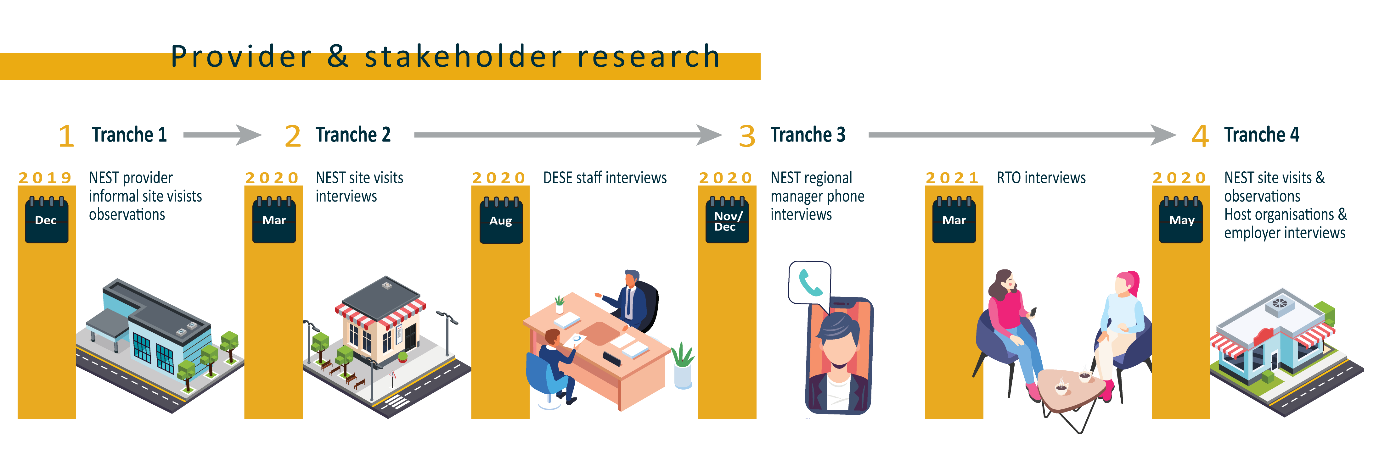 Provider & stakeholder research
1 Tranche 1
2 Tranche 2
3 Tranche 3
4 Tranche 4
2019
Dec
NEST provider
informal site visists
observations
2020
Mar
NEST site visits
interviews
2020
Aug
DESE staff interviews
2020
Nov/
Dec
NEST regional
manager phone
interviews
2021
Mar
RTO interviews
2020
May
NEST site visits &
observations
Host organisations &
employer interviews